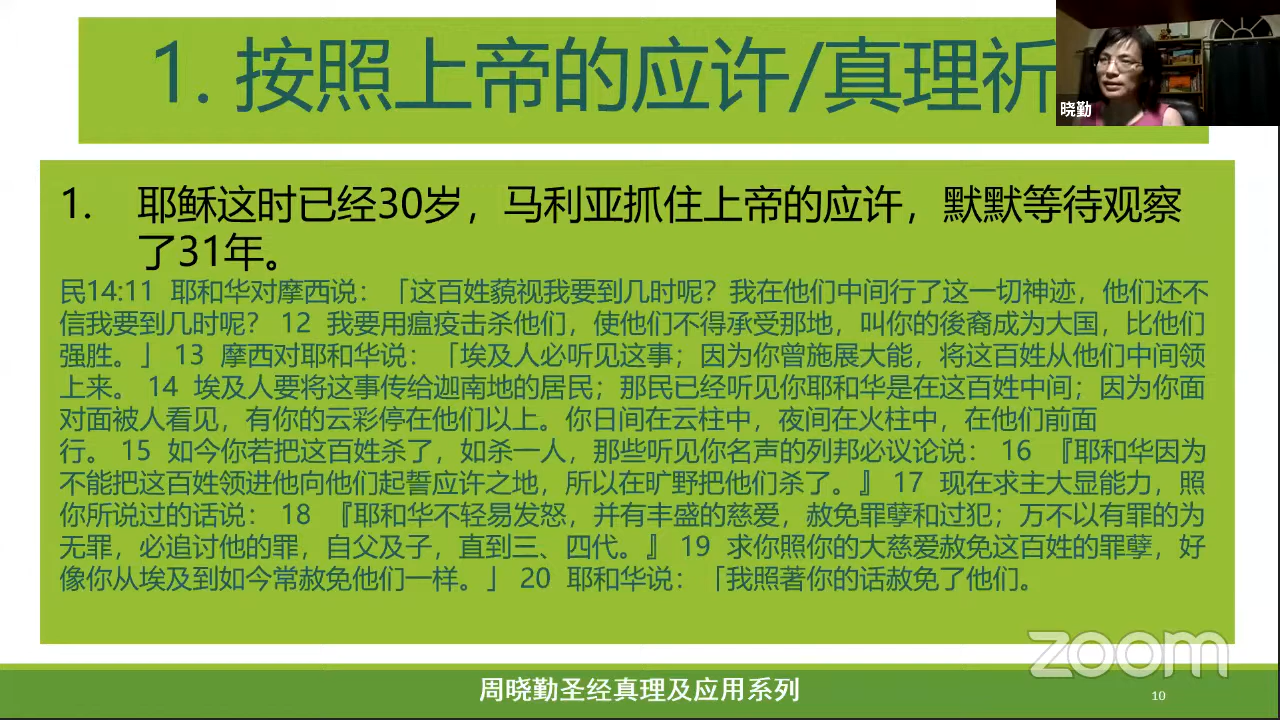 1. 按照上帝的应许/真理祈
晓勤
1. 耶稣这时已经30岁，马利亚抓住上帝的应许，默默等待观察
了31年。
民14:11 耶和华对摩西说：「这百姓藐视我要到几时呢？我在他们中间行了这一切神迹，他们还不
信我要到几时呢？ 12 我要用瘟疫击杀他们，使他们不得承受那地，叫你的後裔成为大国，比他们
强胜。」 13 摩西对耶和华说：「埃及人必听见这事；因为你曾施展大能，将这百姓从他们中间领
上来。 14 埃及人要将这事传给迦南地的居民；那民已经听见你耶和华是在这百姓中间；因为你面
对面被人看见，有你的云彩停在他们以上。你日间在云柱中，夜间在火柱中，在他们前面
行。 15 如今你若把这百姓杀了，如杀一人，那些听见你名声的列邦必议论说： 16 『耶和华因为
不能把这百姓领进他向他们起誓应许之地，所以在旷野把他们杀了。』 17 现在求主大显能力，照
你所说过的话说： 18 『耶和华不轻易发怒，并有丰盛的慈爱，赦免罪孽和过犯；万不以有罪的为
无罪，必追讨他的罪，自父及子，直到三、四代。』 19 求你照你的大慈爱赦免这百姓的罪孽，好
像你从埃及到如今常赦免他们一样。」 20 耶和华说：「我照著你的话赦免了他们。
zoom
周晓勤圣经真理及应用系列
10